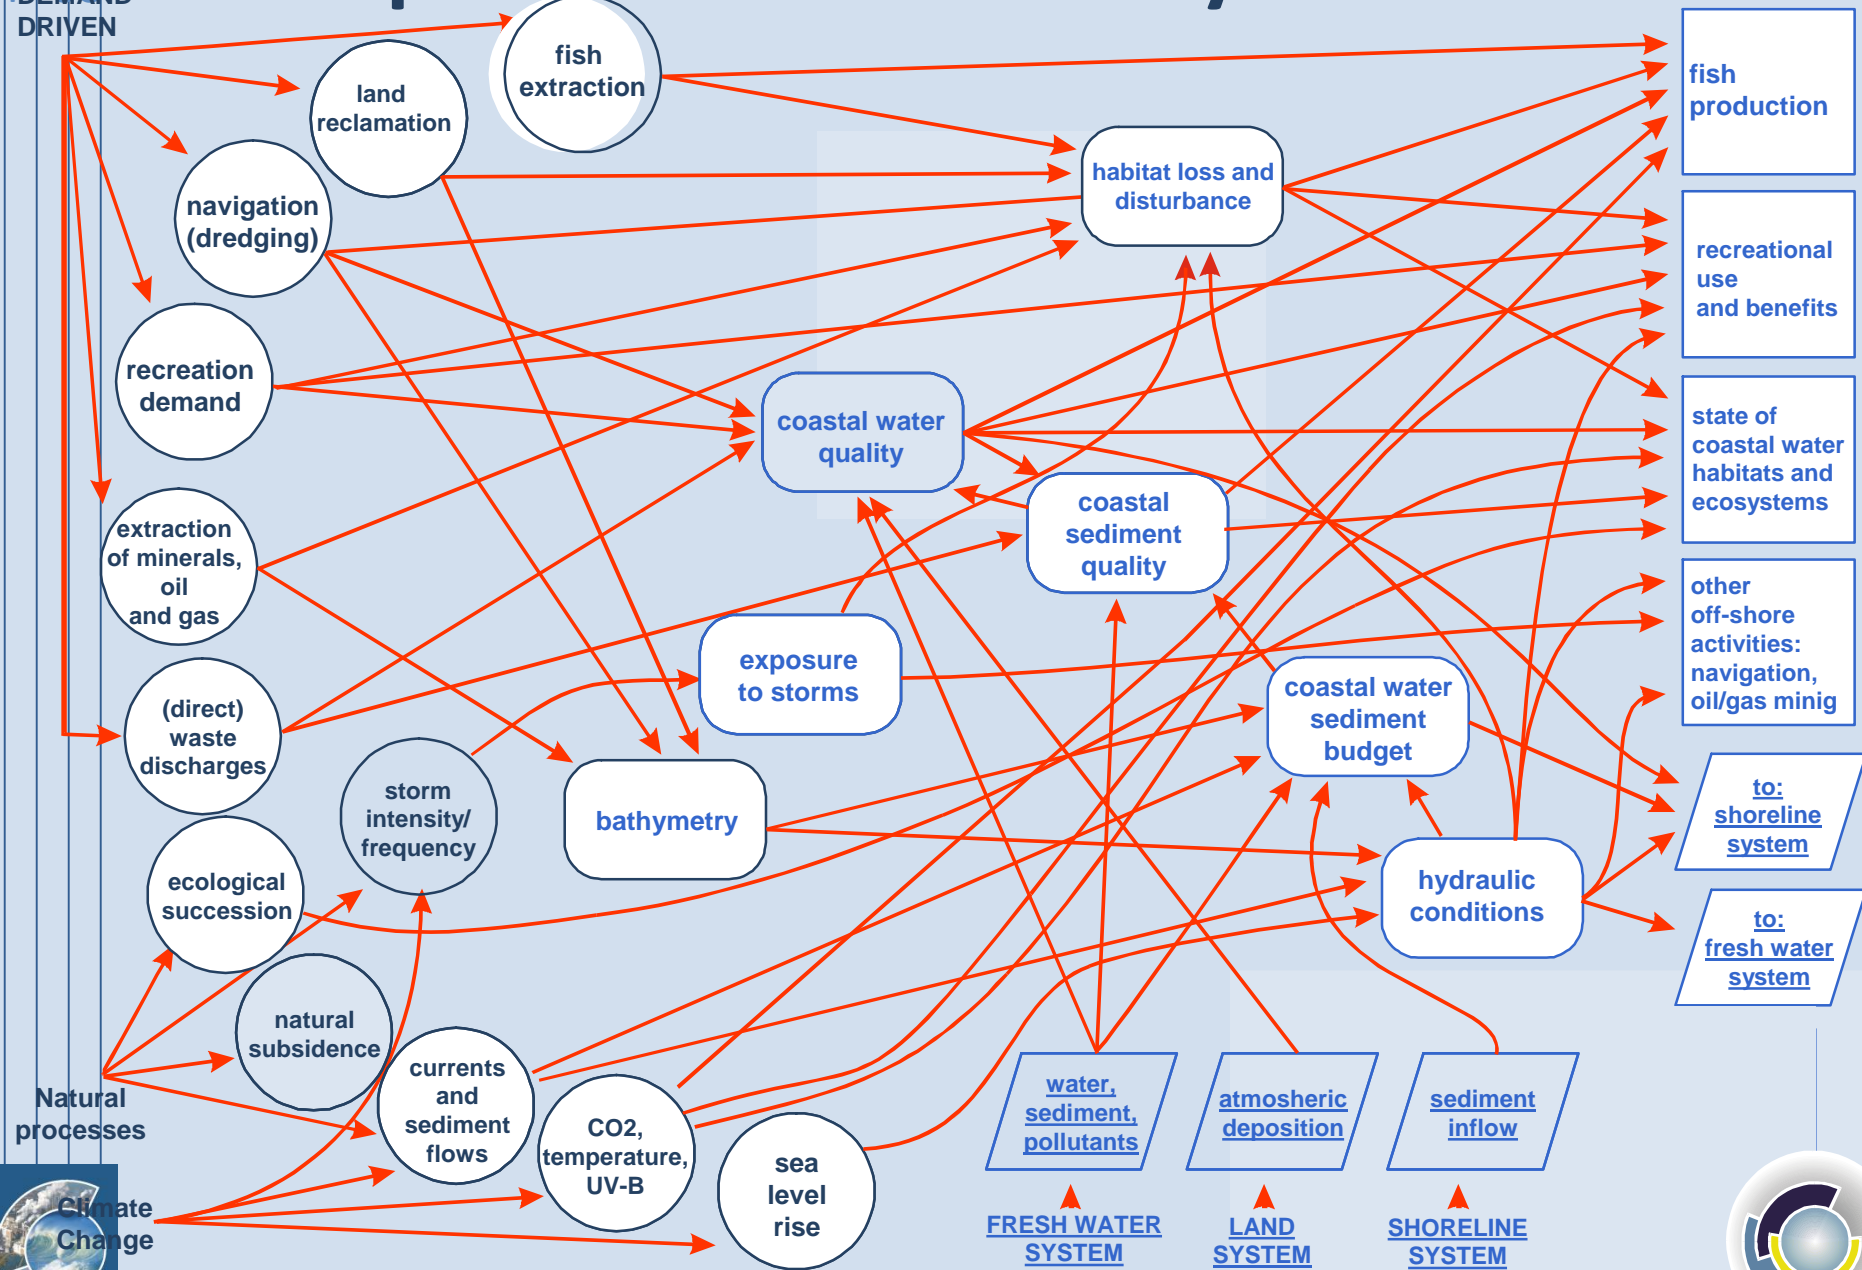 DEMAND
DRIVEN
fish
extraction
land
reclamation
navigation
(dredging)
recreation
demand
extraction
of minerals,
oil
and gas
(direct)
waste
discharges
ecological
succession
storm
intensity/
frequency
natural
subsidence
currents
and
sediment
flows
CO2,
temperature,
UV-B
sea
level
rise
Natural
processes
Climate
Change
habitat loss and
disturbance
coastal water
quality
coastal
sediment
quality
exposure
to storms
bathymetry
coastal water
sediment
budget
hydraulic
conditions
fish
production
recreational
use
and benefits
state of
coastal water
habitats and
ecosystems
other
off-shore
activities:
navigation,
oil/gas minig
to:
shoreline
system
to:
fresh water
system
water,
sediment,
pollutants
atmosheric
deposition
sediment
inflow
FRESH WATER
SYSTEM
LAND
SYSTEM
SHORELINE
SYSTEM